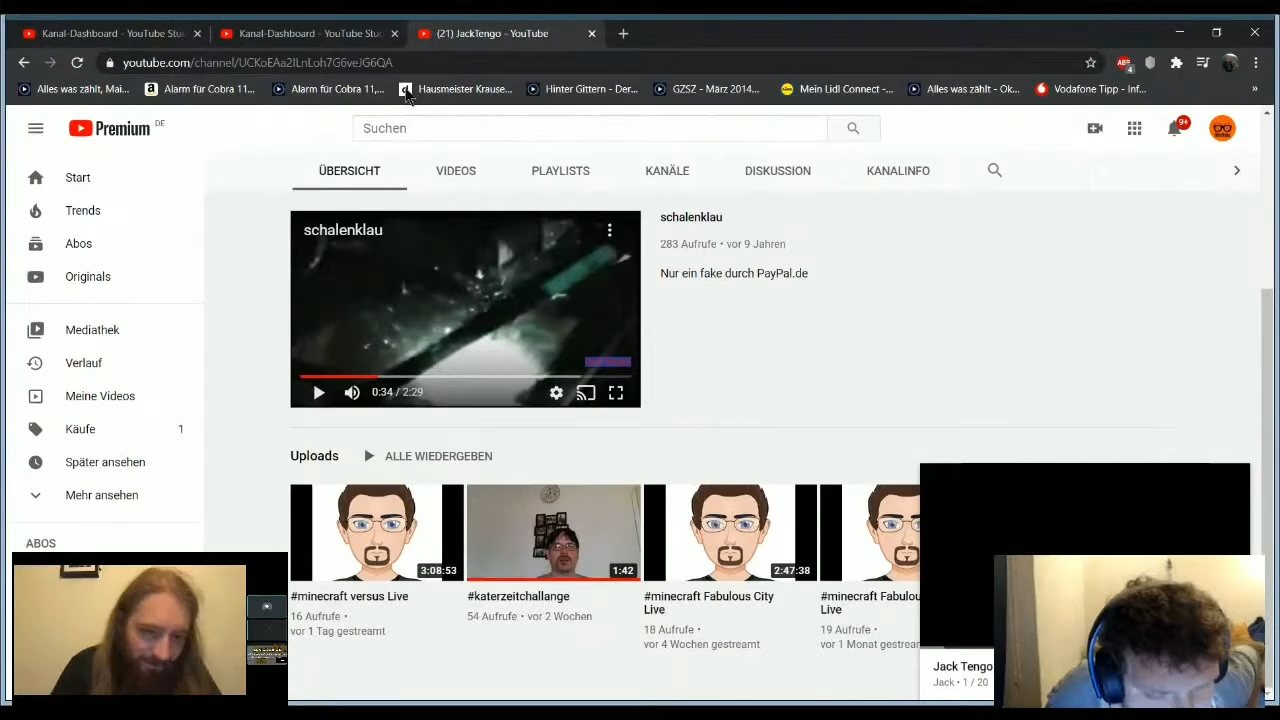 Kanal-Dashboard - YouTube Stu
Kanal-Dashboard - YouTube Stu
(21) JackTengo - YouTube
youtube.com/channel/UCKoEAa2ILnLoh7G6veJG6QA
ABP
4
Alles was zählt, Mai...
Alarm für Cobra 11...
Alarm für Cobra 11,...
Hausmeister Krause...
Hinter Gittern - Der...
GZSZ - März 2014...
Mein Lidl Connect -...
Alles was zählt - Ok...
Vodafone Tipp - Inf...
Premium DE
Suchen
9+
Start
Trends
Abos
Originals
Mediathek
Verlauf
Meine Videos
Käufe 1
Später ansehen
Mehr ansehen
ABOS
ÜBERSICHT
VIDEOS
PLAYLISTS
KANÄLE
DISKUSSION
KANALINFO
schalenklau
0:34 / 2:29
schalenklau
283 Aufrufe • vor 9 Jahren
Nur ein fake durch PayPal.de
Uploads
ALLE WIEDERGEBEN
3:08:53
#minecraft versus Live
16 Aufrufe •
vor 1 Tag gestreamt
1:42
#katerzeitchallange
54 Aufrufe • vor 2 Wochen
2:47:38
#minecraft Fabulous City
Live
18 Aufrufe •
vor 4 Wochen gestreamt
#minecraft Fabulou
Live
19 Aufrufe •
vor 1 Monat gestrea
Jack Tengo
Jack • 1 / 20